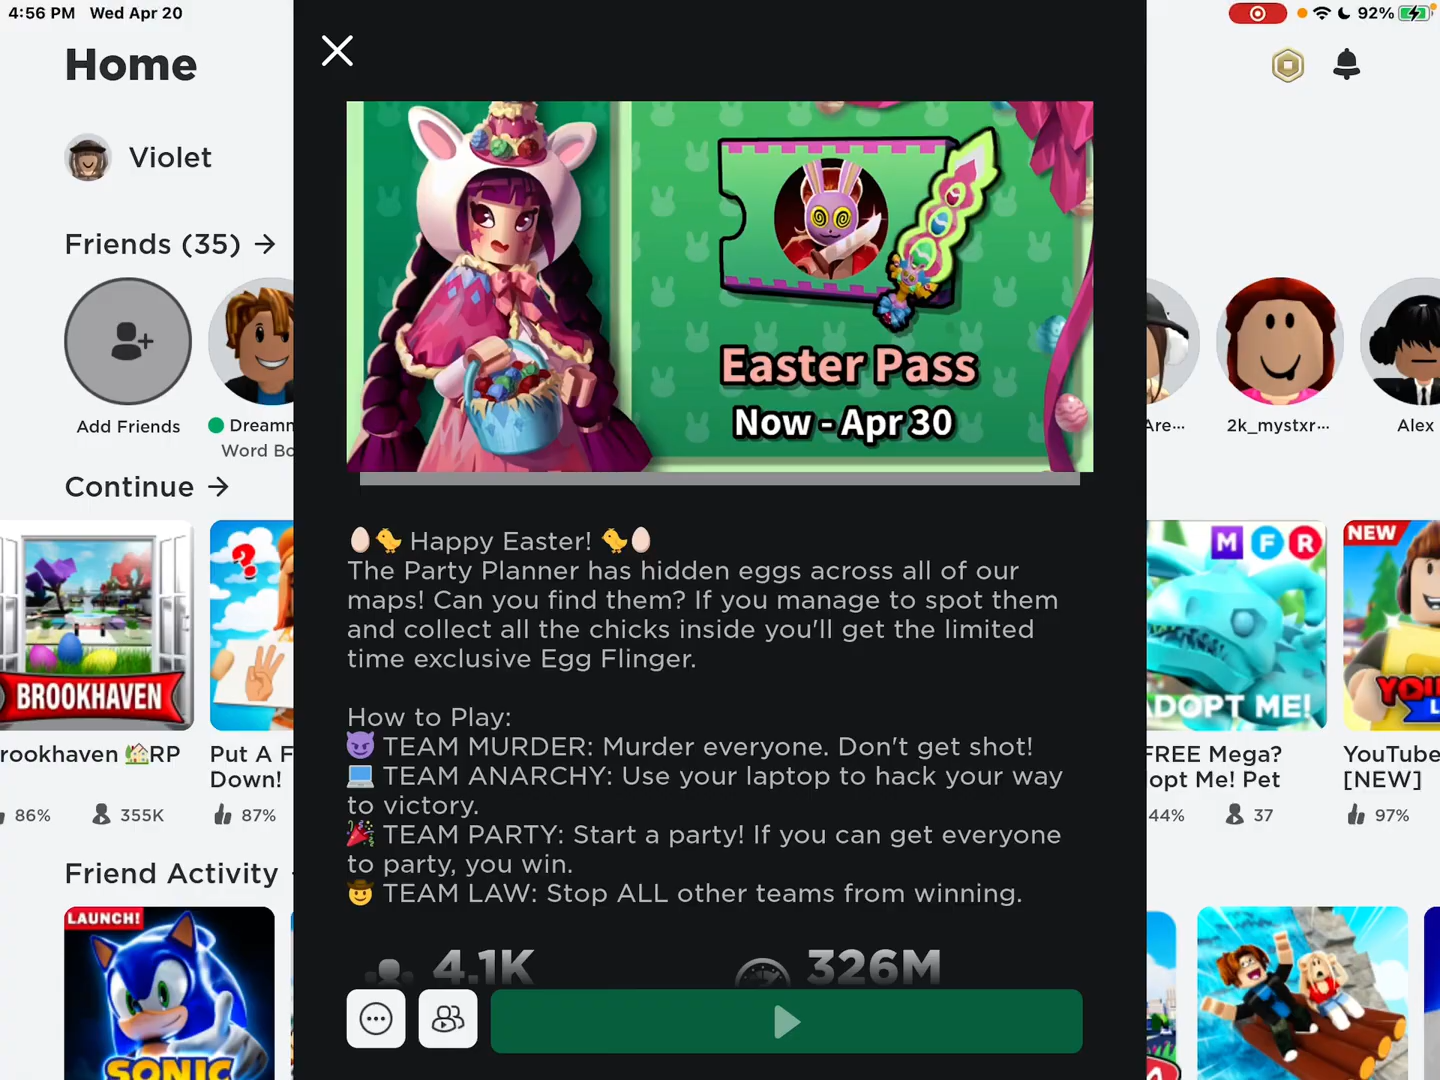 4:56 PM Wed Apr 20
92%
Home
Violet
Friends (35) →
Add Friends
Dreamn
Word Bo
Are...
2k_mystxr...
Alex
Continue →
BROOKHAVEN
rookhaven 🏡RP
86% 355K
?
Put A F
Down!
87%
Easter Pass
Now - Apr 30
🥚🐤 Happy Easter! 🐤🥚
The Party Planner has hidden eggs across all of our
maps! Can you find them? If you manage to spot them
and collect all the chicks inside you'll get the limited
time exclusive Egg Flinger.
How to Play:
😈 TEAM MURDER: Murder everyone. Don't get shot!
💻 TEAM ANARCHY: Use your laptop to hack your way
to victory.
🎉 TEAM PARTY: Start a party! If you can get everyone
to party, you win.
🤠 TEAM LAW: Stop ALL other teams from winning.
4.1K
326M
M F R
DOPT ME!
FREE Mega?
opt Me! Pet
44% 37
NEW
YOU
L
YouTube
[NEW]
97%
Friend Activity
LAUNCH!
SONIC